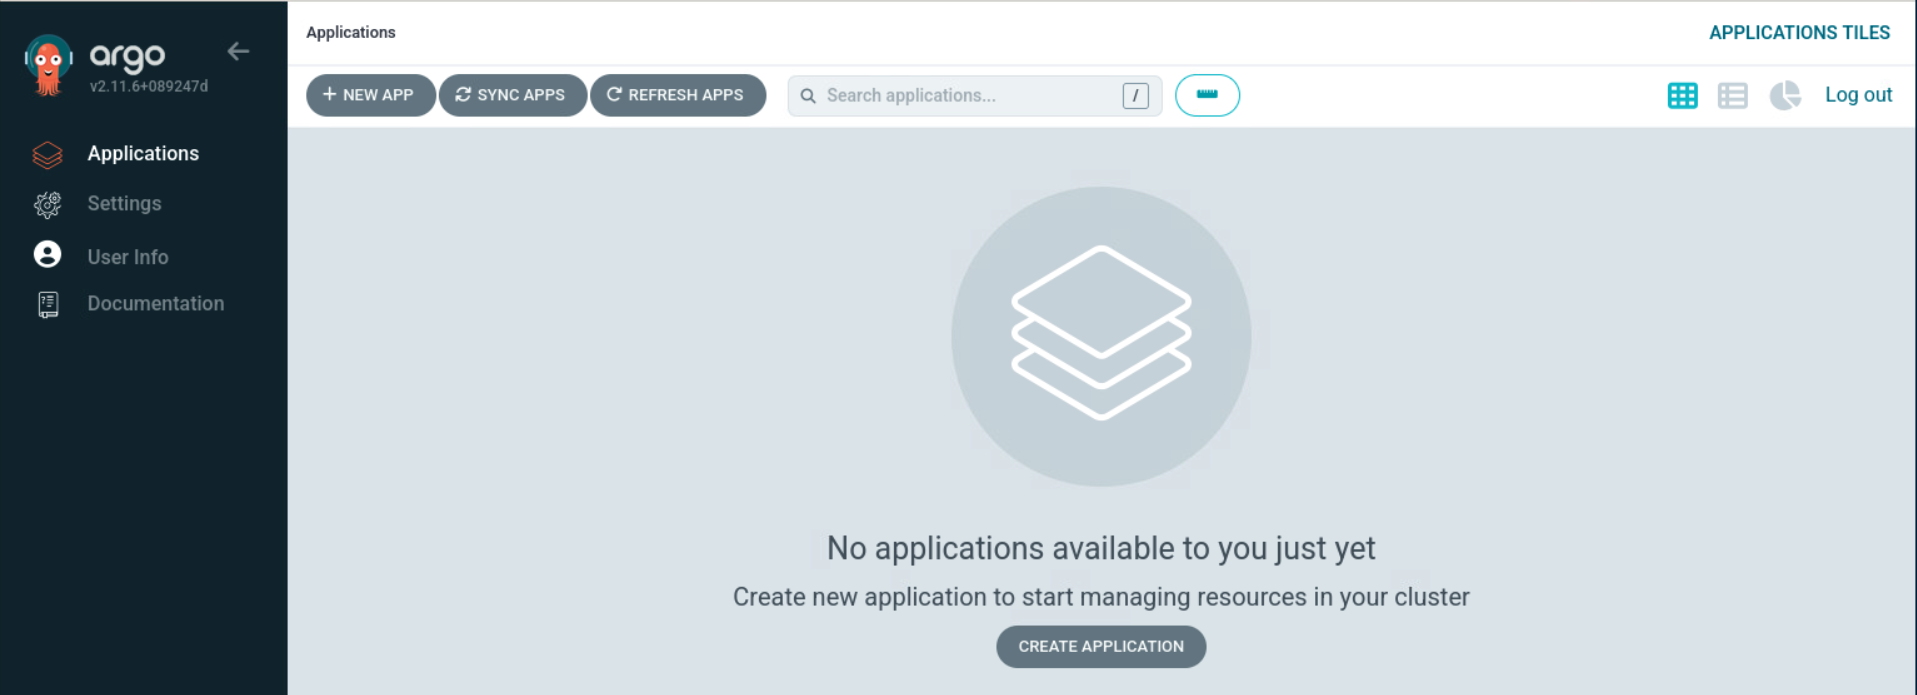 argo
v2.11.6+089247d
Applications
Settings
User Info
Documentation
Applications
APPLICATIONS TILES
+ NEW APP
SYNC APPS
REFRESH APPS
Search applications...
/
Log out
No applications available to you just yet
Create new application to start managing resources in your cluster
CREATE APPLICATION